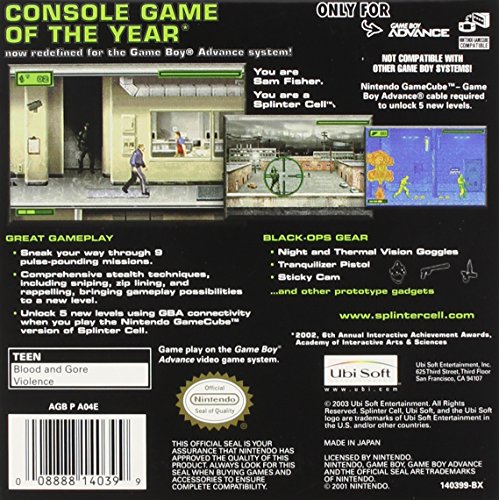 CONSOLE GAME
OF THE YEAR*
now redefined for the Game Boy® Advance system!
ONLY FOR
GAME BOY
ADVANCE
NINTENDO GAMECUBE
COMPATIBLE
NOT COMPATIBLE WITH
OTHER GAME BOY SYSTEMS!
Nintendo GameCube™– Game
Boy Advance® cable required
to unlock 5 new levels.
You are
Sam Fisher.
You are a
Splinter Cell™.
GREAT GAMEPLAY
• Sneak your way through 9
pulse-pounding missions.
• Comprehensive stealth techniques,
including sniping, zip lining, and
rappelling, bringing gameplay possibilities
to a new level.
• Unlock 5 new levels using GBA connectivity
when you play the Nintendo GameCube™
version of Splinter Cell.
BLACK-OPS GEAR
• Night and Thermal Vision Goggles
• Tranquilizer Pistol
• Sticky Cam
...and other prototype gadgets
www.splintercell.com
*2002, 6th Annual Interactive Achievement Awards,
Academy of Interactive Arts & Sciences
TEEN
Blood and Gore
Violence
AGB P A04E
0 08888 14039 9
Game play on the Game Boy®
Advance video game system.
Official
Nintendo
Seal of Quality
THIS OFFICIAL SEAL IS YOUR
ASSURANCE THAT NINTENDO
HAS APPROVED THE QUALITY OF
THIS PRODUCT. ALWAYS LOOK
FOR THIS SEAL WHEN BUYING
GAMES AND
ACCESSORIES TO ENSURE
COMPLETE COMPATIBILITY.
Ubi Soft
www.ubi.com
Ubi Soft Entertainment, Inc.
625 Third Street, Third Floor
San Francisco, CA 94107
© 2003 Ubi Soft Entertainment. All
Rights Reserved. Splinter Cell, Ubi Soft, and the Ubi Soft
logo are trademarks of Ubi Soft Entertainment in the
U.S. and/or other countries.
MADE IN JAPAN
LICENSED BY NINTENDO.
NINTENDO, GAME BOY, GAME BOY ADVANCE
AND THE OFFICIAL SEAL
ARE TRADEMARKS OF NINTENDO.
© 2001 NINTENDO.
140399-BX